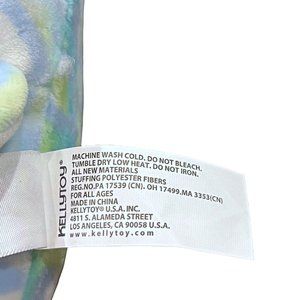 KELLYTOY®
MACHINE WASH COLD. DO NOT BLEACH.
TUMBLE DRY LOW HEAT. DO NOT IRON.
ALL NEW MATERIALS
STUFFING POLYESTER FIBERS
REG.NO.PA 17539 (CN). OH 17499.MA 3353(CN)
FOR ALL AGES
MADE IN CHINA
KELLYTOY® U.S.A. INC.
4811 S. ALAMEDA STREET
LOS ANGELES, CA 90058 U.S.A.
www.kellytoy.com